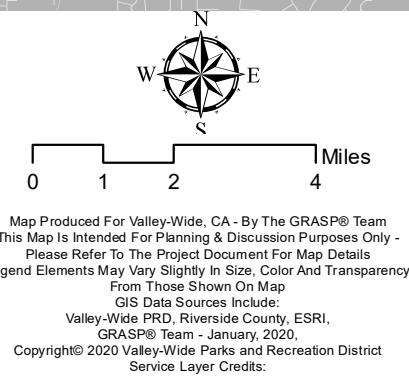 N
W E
S
Miles
0 1 2 4
Map Produced For Valley-Wide, CA - By The GRASP® Team
This Map Is Intended For Planning & Discussion Purposes Only -
Please Refer To The Project Document For Map Details
gend Elements May Vary Slightly In Size, Color And Transparency
From Those Shown On Map
GIS Data Sources Include:
Valley-Wide PRD, Riverside County, ESRI,
GRASP® Team - January, 2020,
Copyright© 2020 Valley-Wide Parks and Recreation District
Service Layer Credits: